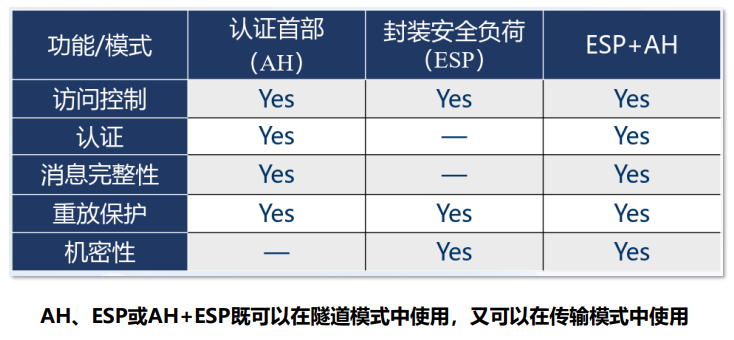 功能/模式 认证首部（AH） 封装安全负荷（ESP） ESP+AH
访问控制 Yes Yes Yes
认证 Yes — Yes
消息完整性 Yes — Yes
重放保护 Yes Yes Yes
机密性 — Yes Yes
AH、ESP或AH+ESP既可以在隧道模式中使用，又可以在传输模式中使用